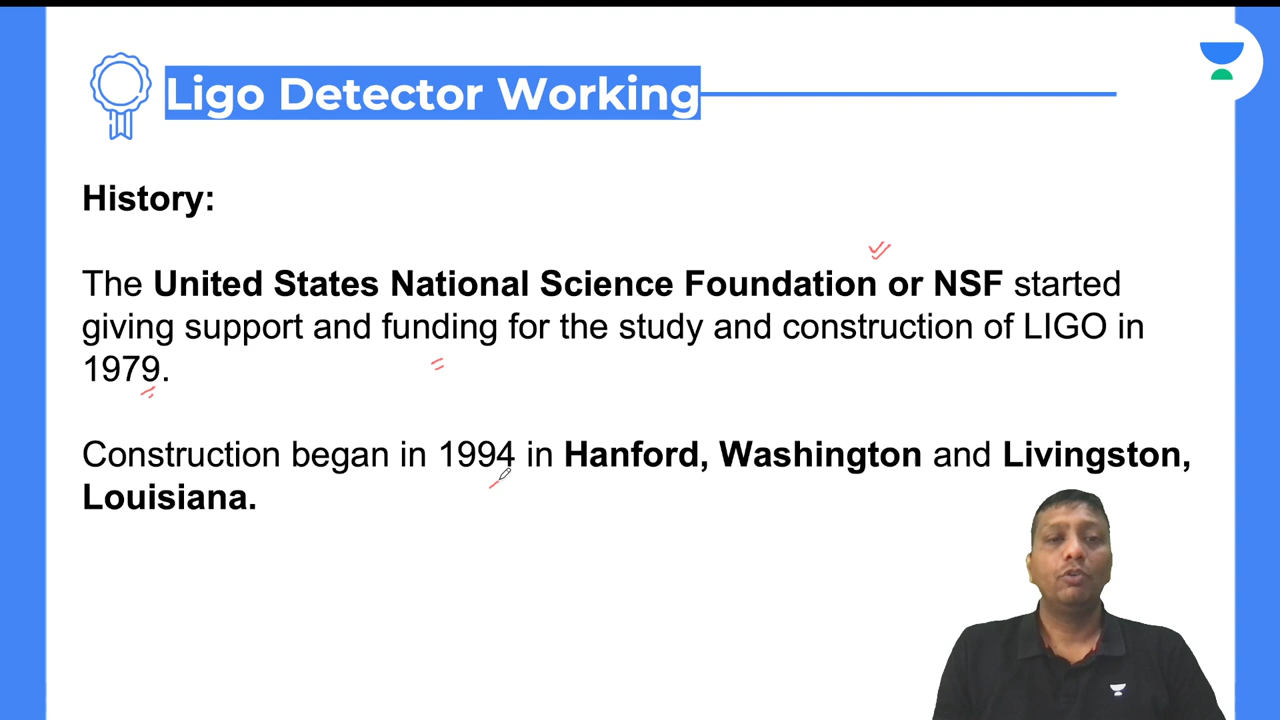 Ligo Detector Working
History:
The United States National Science Foundation or NSF started
giving support and funding for the study and construction of LIGO in
1979.
Construction began in 1994 in Hanford, Washington and Livingston,
Louisiana.